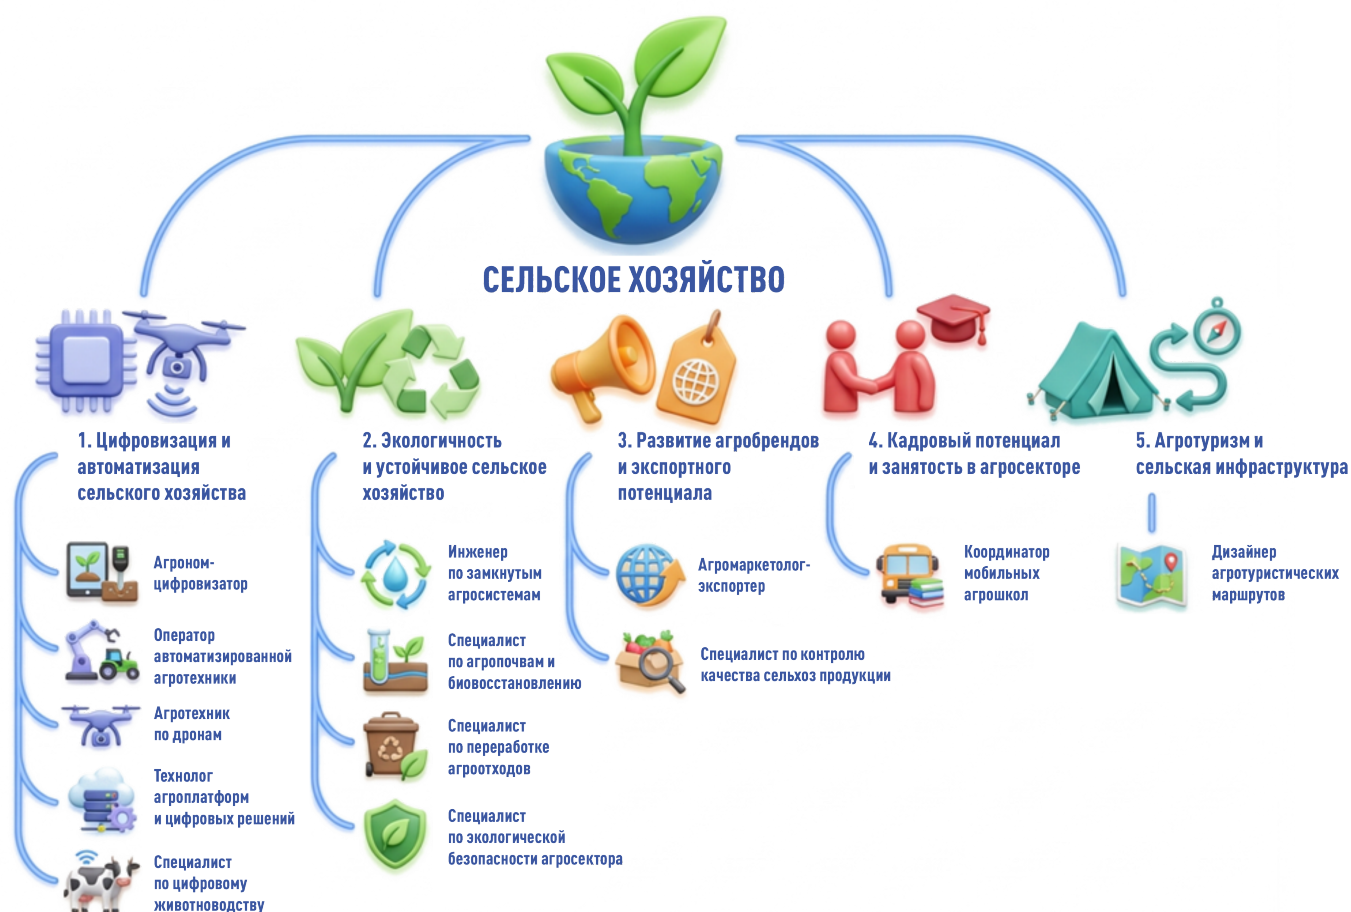 СЕЛЬСКОЕ ХОЗЯЙСТВО
1. Цифровизация и
автоматизация
сельского хозяйства
Агроном-
цифровизатор
Оператор
автоматизированной
агротехники
Агротехник
по дронам
Технолог
агроплатформ
и цифровых решений
Специалист
по цифровому
животноводству
2. Экологичность
и устойчивое сельское
хозяйство
Инженер
по замкнутым
агросистемам
Специалист
по агропочвам и
биовосстановлению
Специалист
по переработке
агроотходов
Специалист
по экологической
безопасности агросектора
3. Развитие агробрендов
и экспортного
потенциала
Агромаркетолог-
экспортер
Специалист по контролю
качества сельхоз продукции
4. Кадровый потенциал
и занятость в агросекторе
Координатор
мобильных
агрошкол
5. Агротуризм и
сельская инфраструктура
Дизайнер
агротуристических
маршрутов